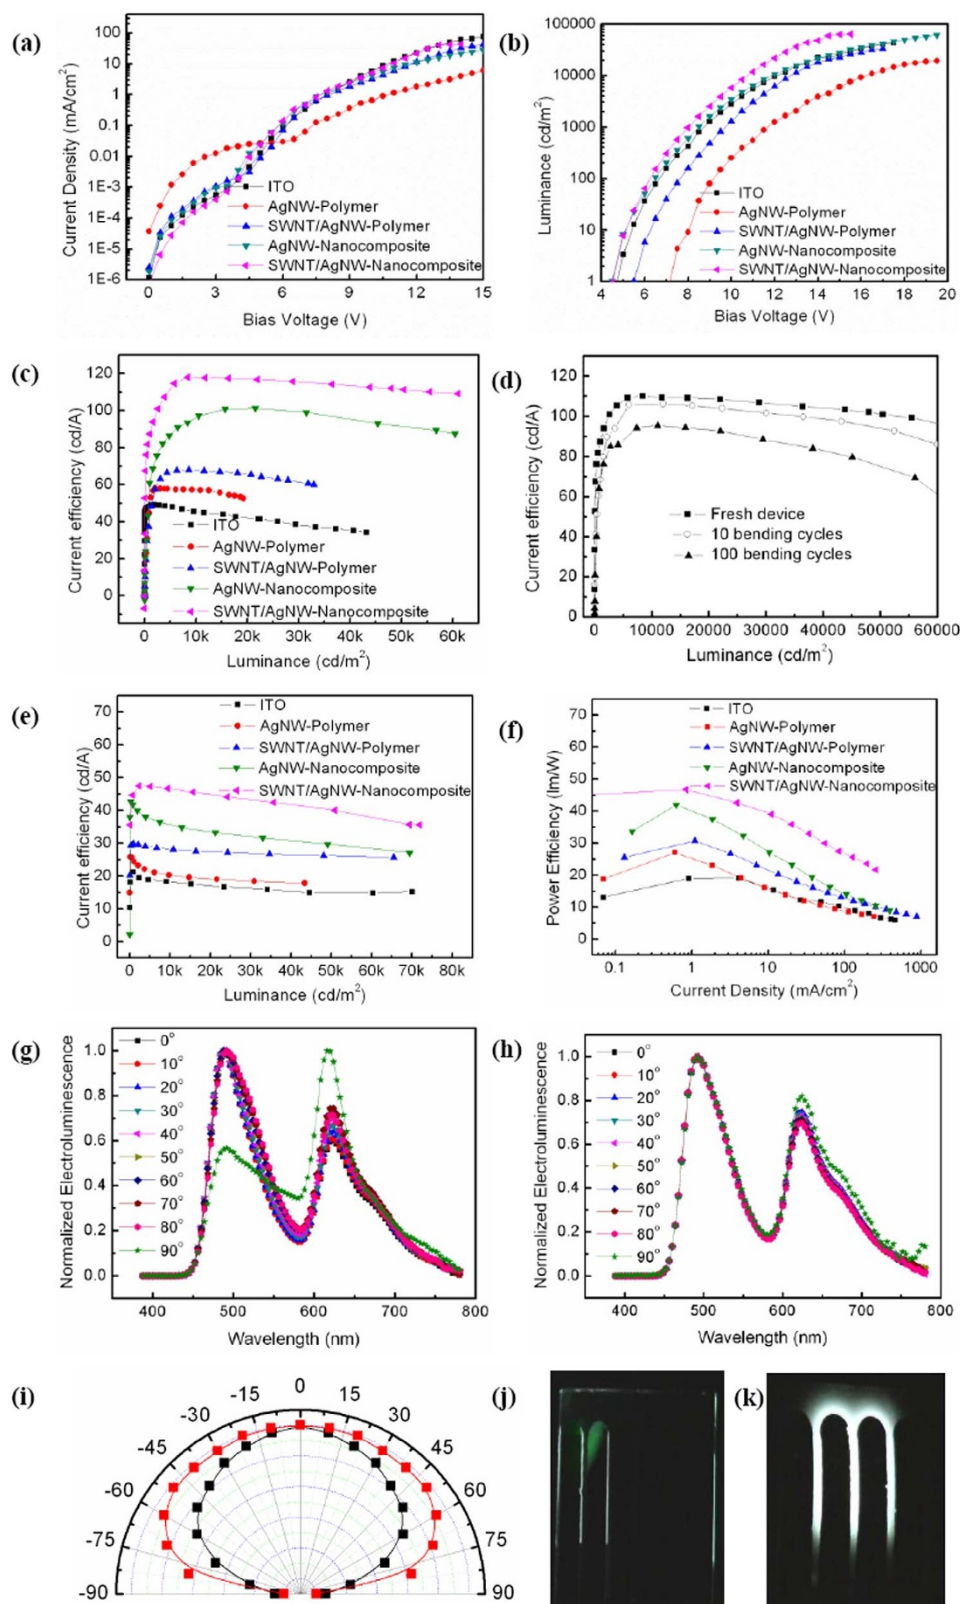 (a)
Current Density (mA/cm²)
100
10
1
0.1
0.01
1E-3
1E-4
1E-5
1E-6
ITO
AgNW-Polymer
SWNT/AgNW-Polymer
AgNW-Nanocomposite
SWNT/AgNW-Nanocomposite
0 3 6 9 12 15
Bias Voltage (V)
(b)
Luminance (cd/m²)
100000
10000
1000
100
10
1
ITO
AgNW-Polymer
SWNT/AgNW-Polymer
AgNW-Nanocomposite
SWNT/AgNW-Nanocomposite
4 6 8 10 12 14 16 18 20
Bias Voltage (V)
(c)
Current efficiency (cd/A)
120
100
80
60
40
20
0
ITO
AgNW-Polymer
SWNT/AgNW-Polymer
AgNW-Nanocomposite
SWNT/AgNW-Nanocomposite
0 10k 20k 30k 40k 50k 60k
Luminance (cd/m²)
(d)
Current efficiency (cd/A)
120
100
80
60
40
20
0
Fresh device
10 bending cycles
100 bending cycles
0 10000 20000 30000 40000 50000 60000
Luminance (cd/m²)
(e)
Current efficiency (cd/A)
70
60
50
40
30
20
10
0
ITO
AgNW-Polymer
SWNT/AgNW-Polymer
AgNW-Nanocomposite
SWNT/AgNW-Nanocomposite
0 10k 20k 30k 40k 50k 60k 70k 80k
Luminance (cd/m²)
(f)
Power Efficiency (lm/W)
70
60
50
40
30
20
10
0
ITO
AgNW-Polymer
SWNT/AgNW-Polymer
AgNW-Nanocomposite
SWNT/AgNW-Nanocomposite
0.1 1 10 100 1000
Current Density (mA/cm²)
(g)
Normalized Electroluminescence
1.0
0.8
0.6
0.4
0.2
0.0
0°
10°
20°
30°
40°
50°
60°
70°
80°
90°
400 500 600 700 800
Wavelength (nm)
(h)
Normalized Electroluminescence
1.0
0.8
0.6
0.4
0.2
0.0
0°
10°
20°
30°
40°
50°
60°
70°
80°
90°
400 500 600 700 800
Wavelength (nm)
(i)
-90 -75 -60 -45 -30 -15 0 15 30 45 60 75 90
(j)
(k)